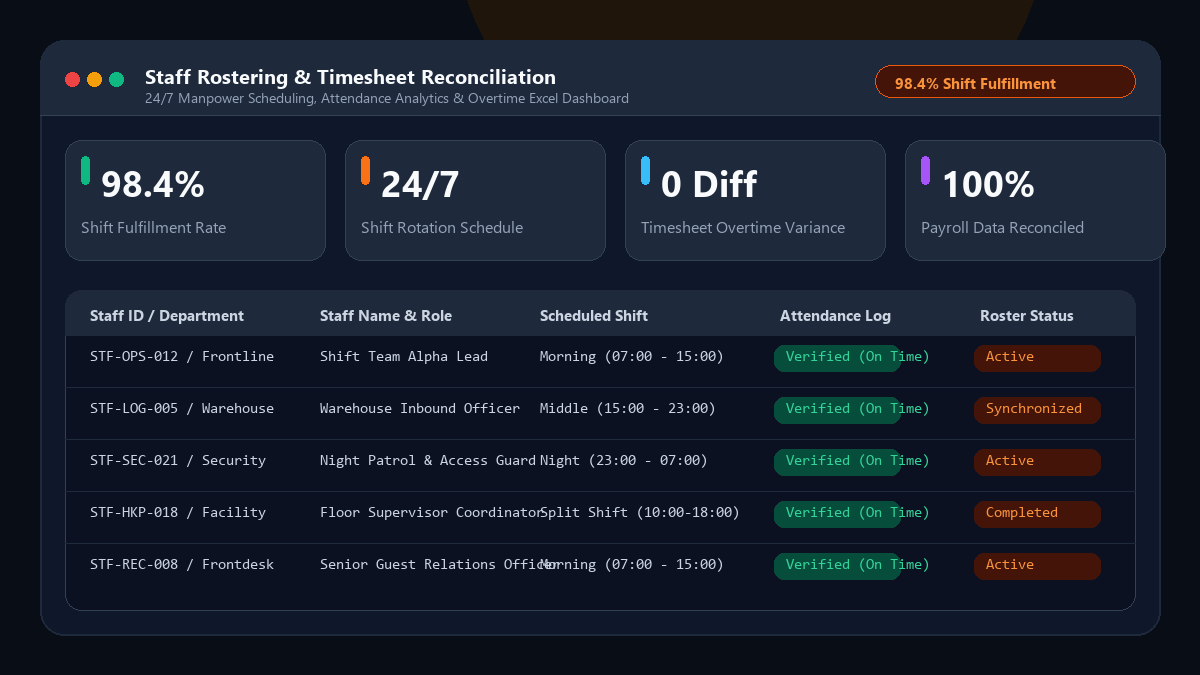 Staff Rostering & Timesheet Reconciliation
24/7 Manpower Scheduling, Attendance Analytics & Overtime Excel Dashboard
98.4% Shift Fulfillment
98.4%
Shift Fulfillment Rate
24/7
Shift Rotation Schedule
0 Diff
Timesheet Overtime Variance
100%
Payroll Data Reconciled
Staff ID / Department Staff Name & Role Scheduled Shift Attendance Log Roster Status
STF-OPS-012 / Frontline Shift Team Alpha Lead Morning (07:00 - 15:00) Verified (On Time) Active
STF-LOG-005 / Warehouse Warehouse Inbound Officer Middle (15:00 - 23:00) Verified (On Time) Synchronized
STF-SEC-021 / Security Night Patrol & Access Guard Night (23:00 - 07:00) Verified (On Time) Active
STF-HKP-018 / Facility Floor Supervisor Coordinator Split Shift (10:00-18:00) Verified (On Time) Completed
STF-REC-008 / Frontdesk Senior Guest Relations Officer Morning (07:00 - 15:00) Verified (On Time) Active